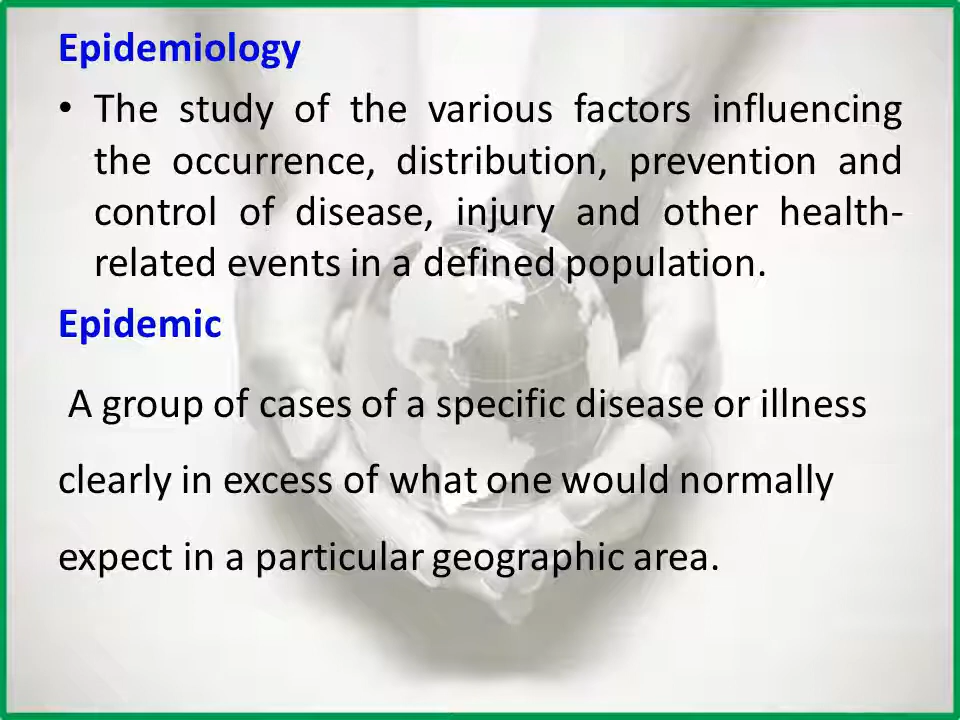 Epidemiology
• The study of the various factors influencing
the occurrence, distribution, prevention and
control of disease, injury and other health-
related events in a defined population.
Epidemic
A group of cases of a specific disease or illness
clearly in excess of what one would normally
expect in a particular geographic area.